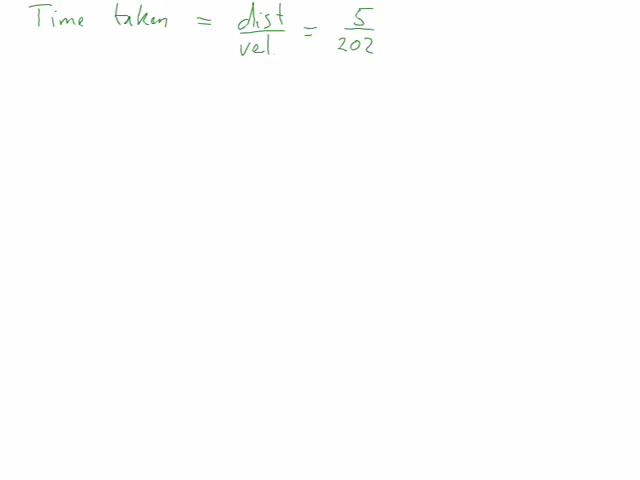 Time taken = dist/vel. = 5/202